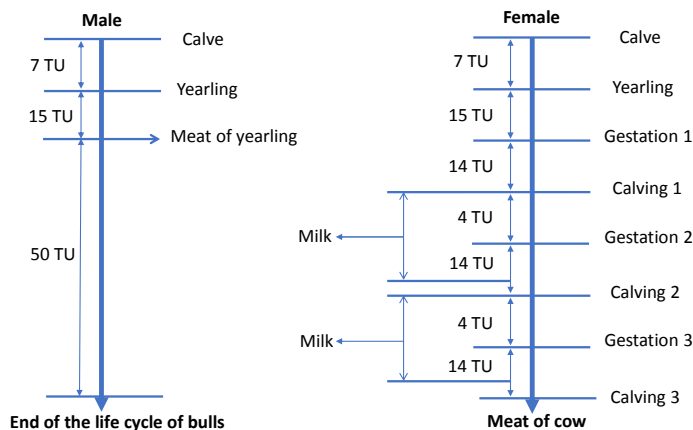 Male
Calve
7 TU
Yearling
15 TU
Meat of yearling
50 TU
End of the life cycle of bulls
Female
Calve
7 TU
Yearling
15 TU
Gestation 1
14 TU
Calving 1
4 TU
Milk
Gestation 2
14 TU
Calving 2
4 TU
Milk
Gestation 3
14 TU
Calving 3
Meat of cow